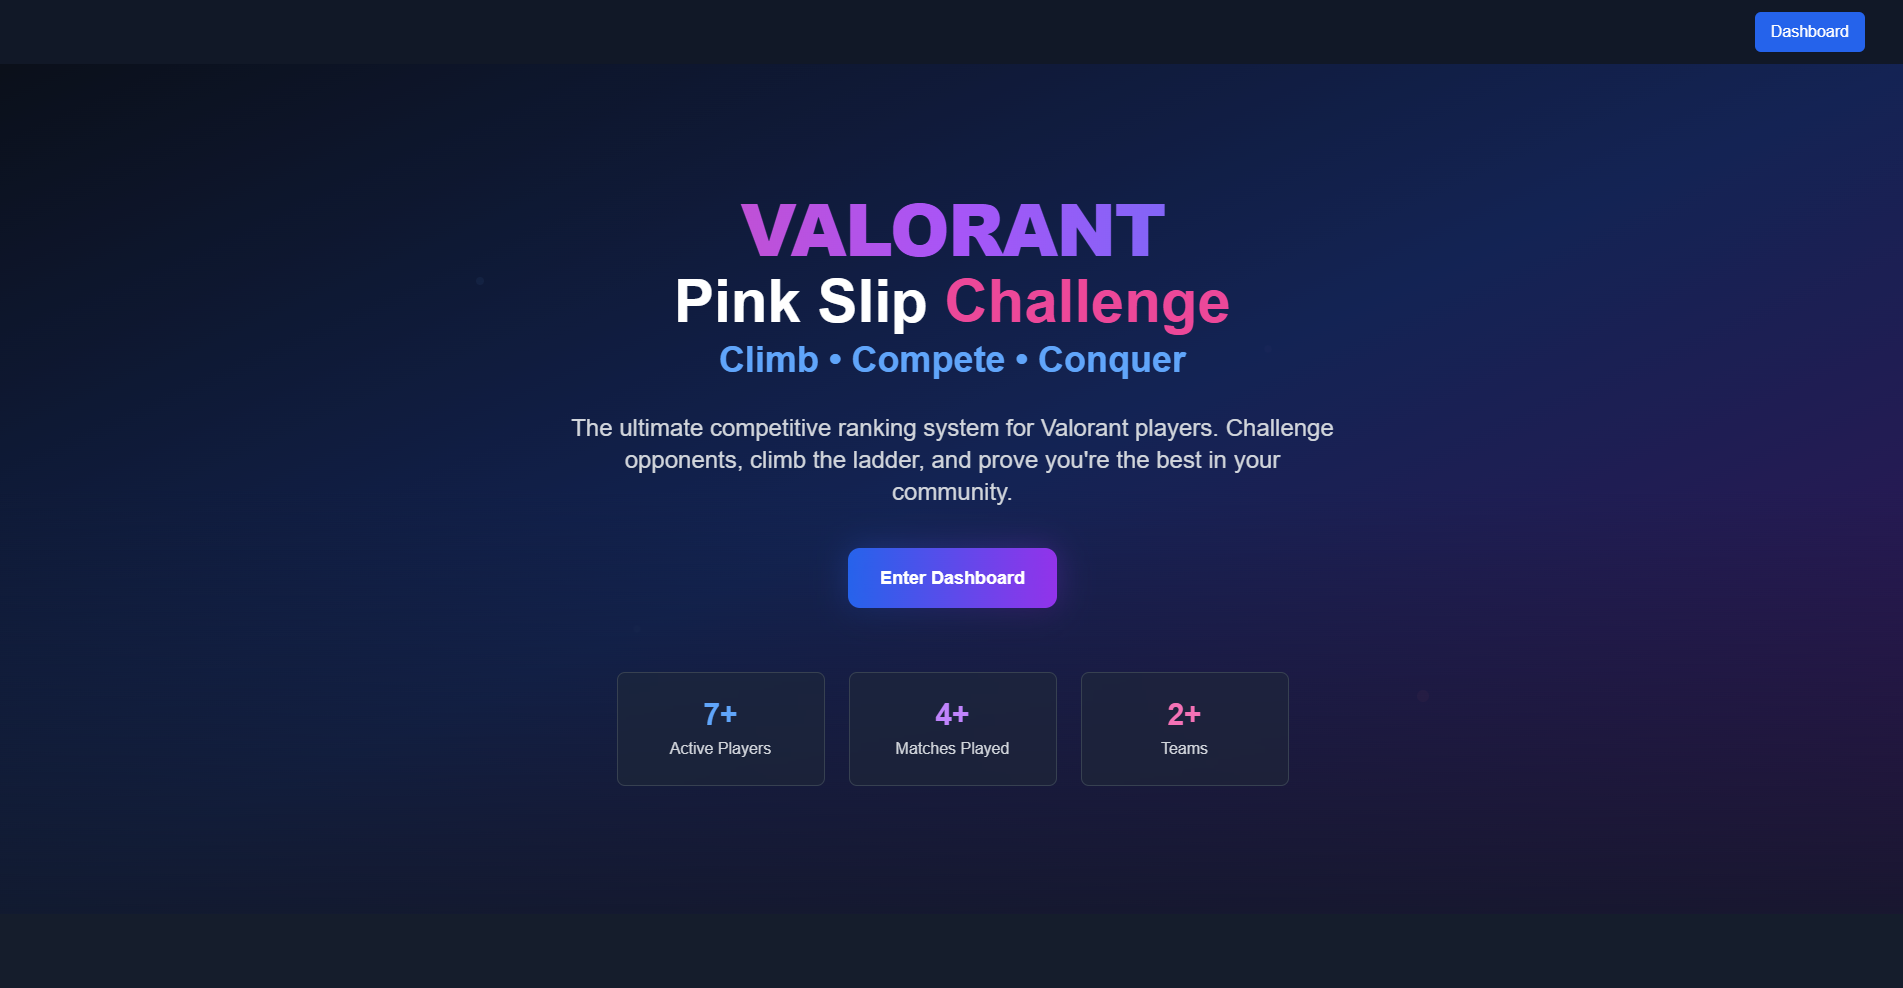 Dashboard
VALORANT
Pink Slip Challenge
Climb • Compete • Conquer
The ultimate competitive ranking system for Valorant players. Challenge
opponents, climb the ladder, and prove you're the best in your
community.
Enter Dashboard
7+
Active Players
4+
Matches Played
2+
Teams